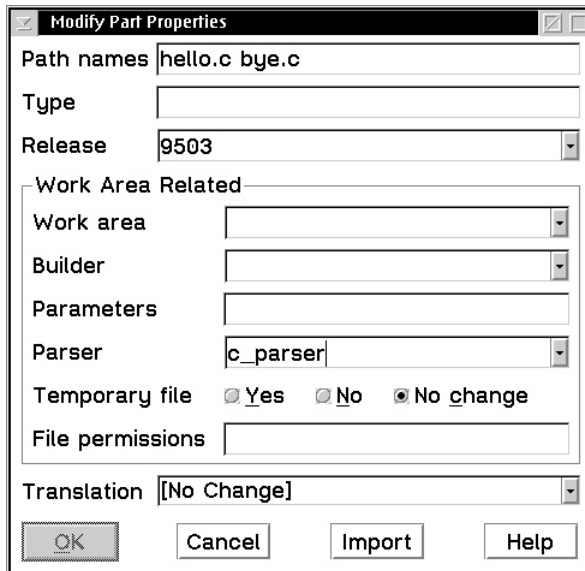 Modify Part Properties
Path names hello.c bye.c
Type
Release 9503
Work Area Related
Work area
Builder
Parameters
Parser c_parser
Temporary file Yes No No change
File permissions
Translation [No Change]
OK Cancel Import Help